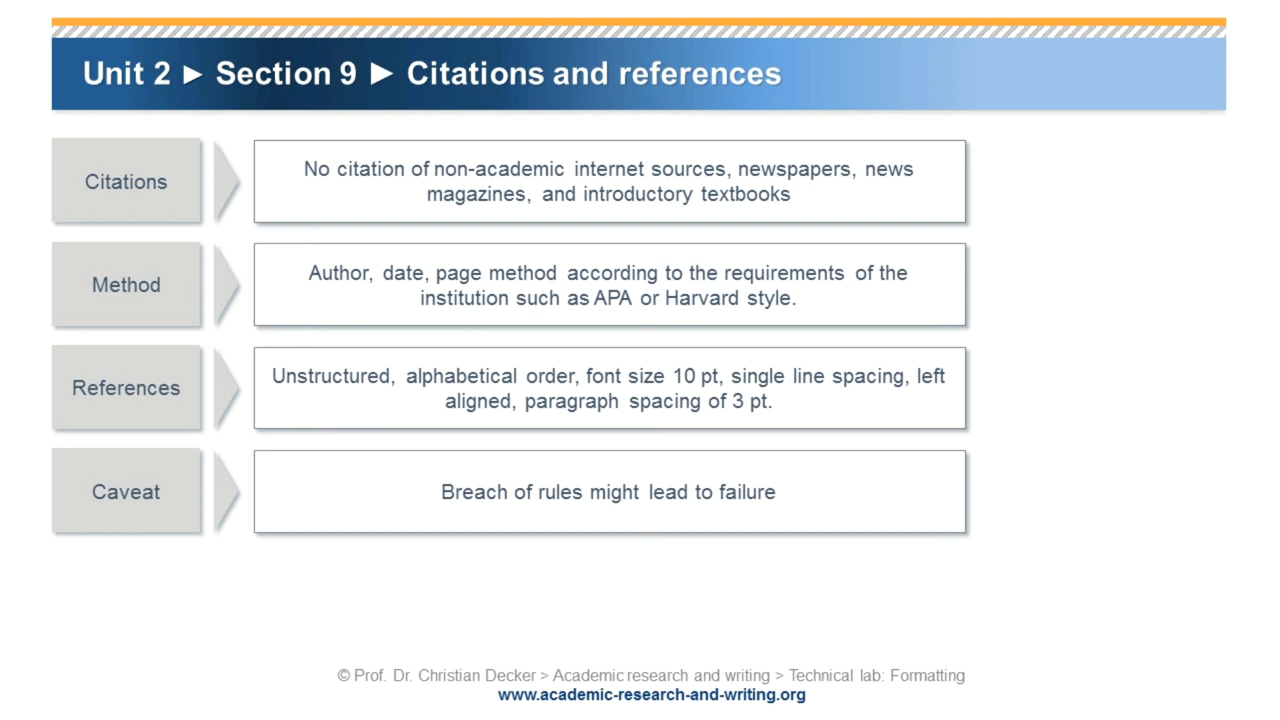 Unit 2 ► Section 9 ► Citations and references
Citations
No citation of non-academic internet sources, newspapers, news
magazines, and introductory textbooks
Method
Author, date, page method according to the requirements of the
institution such as APA or Harvard style.
References
Unstructured, alphabetical order, font size 10 pt, single line spacing, left
aligned, paragraph spacing of 3 pt.
Caveat
Breach of rules might lead to failure
© Prof. Dr. Christian Decker > Academic research and writing > Technical lab: Formatting
www.academic-research-and-writing.org